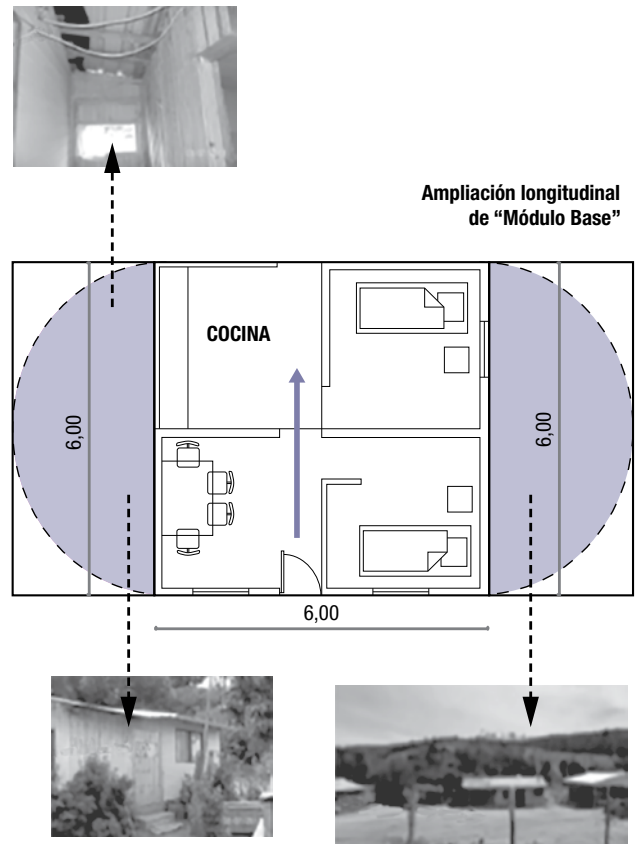 Ampliación longitudinal
de “Módulo Base”
COCINA
6,00
6,00
6,00